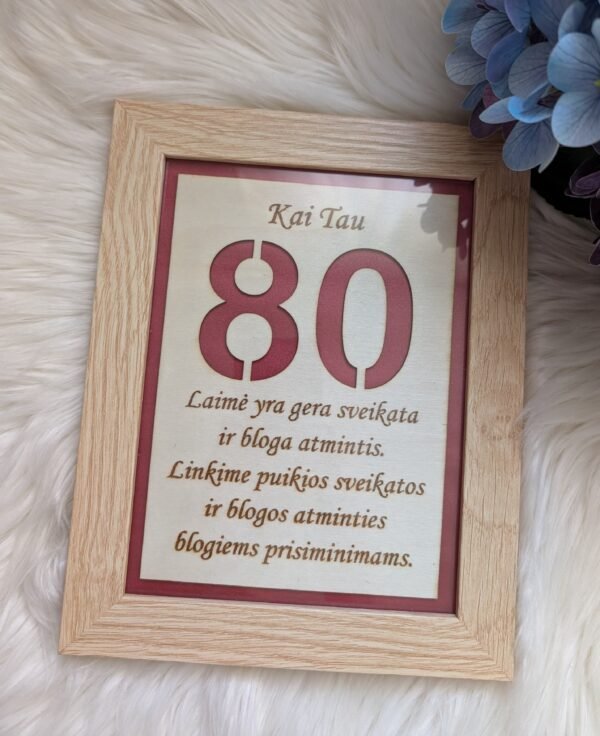 Kai Tau
80
Laimė yra gera sveikata
ir bloga atmintis.
Linkime puikios sveikatos
ir blogos atminties
blogiems prisiminimams.